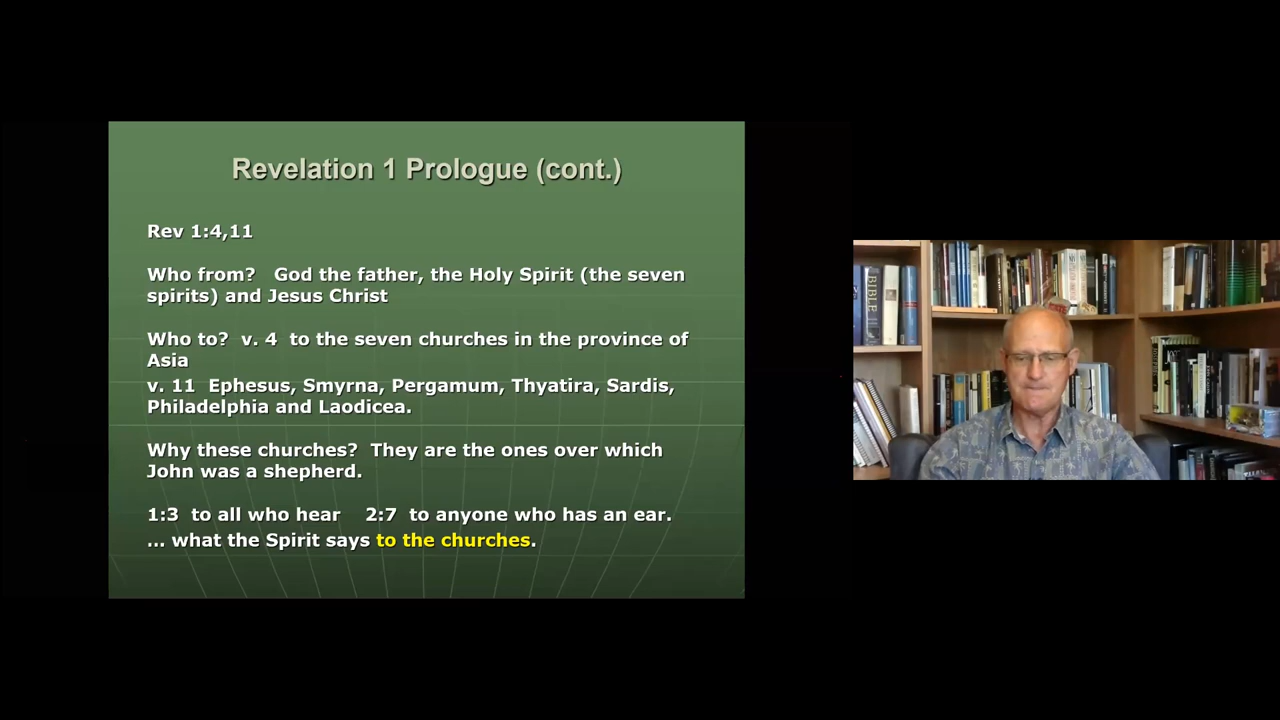 Revelation 1 Prologue (cont.)
Rev 1:4,11
Who from?   God the father, the Holy Spirit (the seven
spirits) and Jesus Christ
Who to?  v. 4  to the seven churches in the province of
Asia
v. 11  Ephesus, Smyrna, Pergamum, Thyatira, Sardis,
Philadelphia and Laodicea.
Why these churches?  They are the ones over which
John was a shepherd.
1:3  to all who hear    2:7  to anyone who has an ear.
… what the Spirit says to the churches.
BIBLE